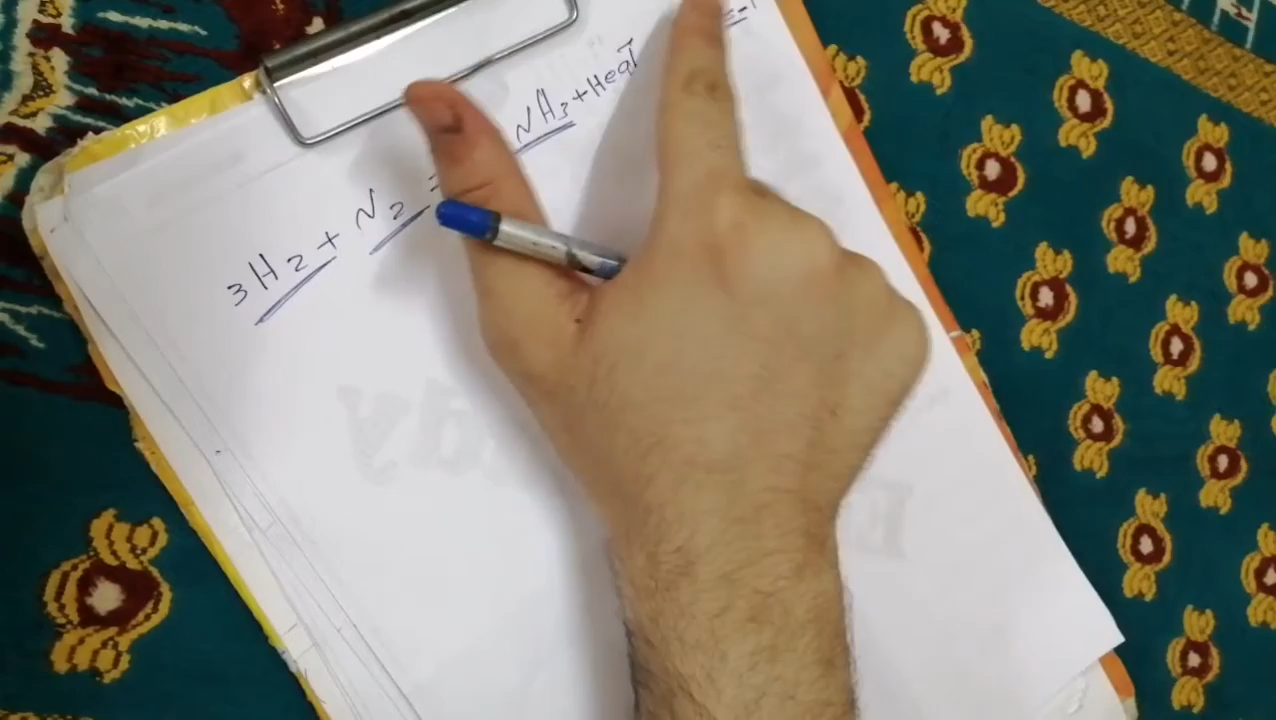 3H2 + N2 = NH3 + Heat